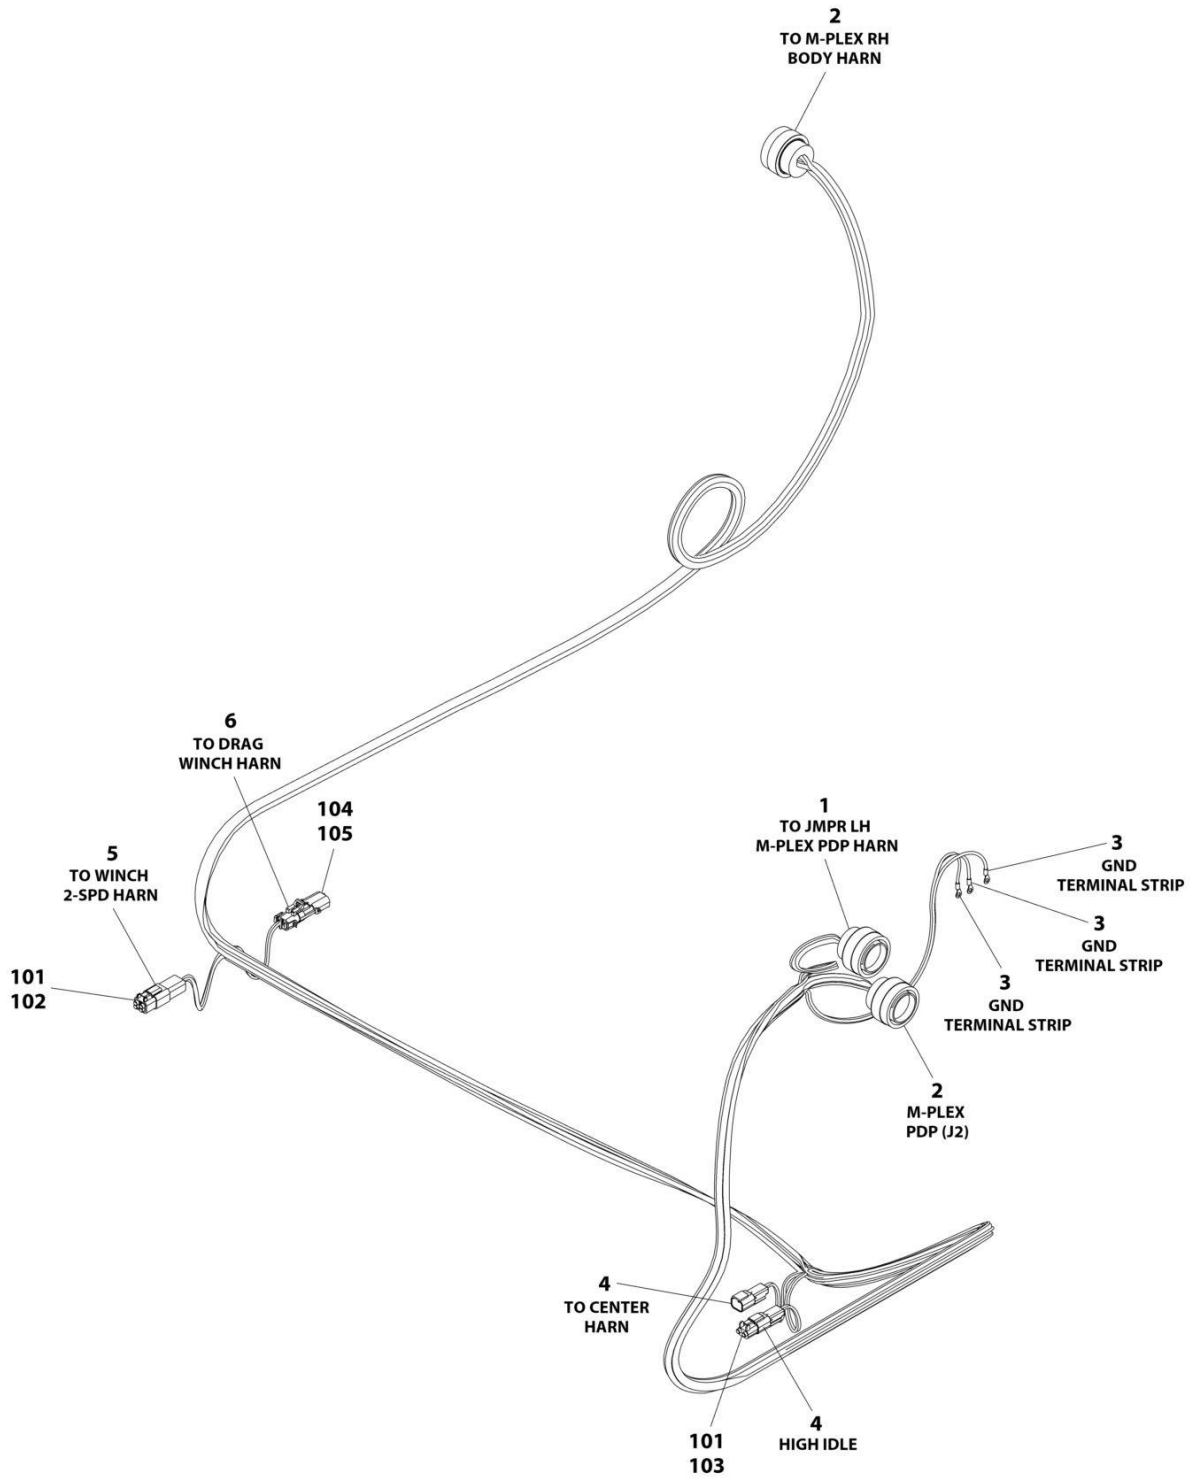 2
TO M-PLEX RH
BODY HARN
6
TO DRAG
WINCH HARN
104
105
5
TO WINCH
2-SPD HARN
101
102
1
TO JMPR LH
M-PLEX PDP HARN
3
GND
TERMINAL STRIP
3
GND
TERMINAL STRIP
3
GND
TERMINAL STRIP
2
M-PLEX
PDP (J2)
4
TO CENTER
HARN
4
HIGH IDLE
101
103